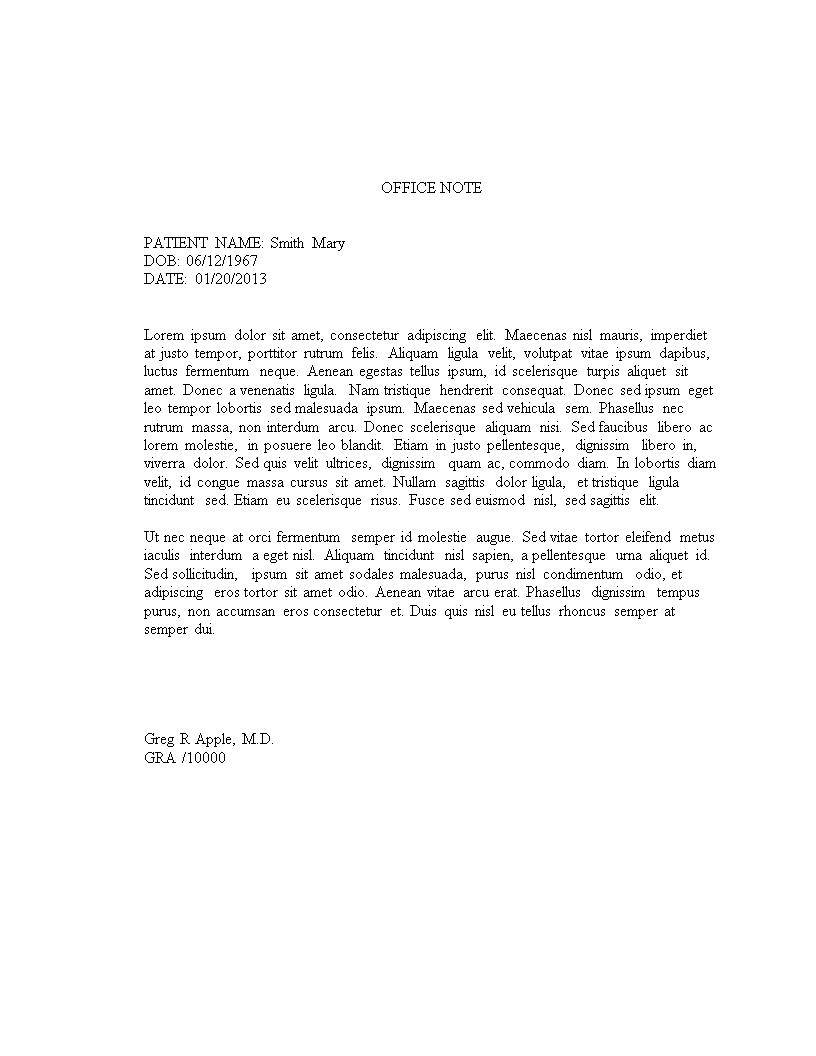 OFFICE NOTE
PATIENT NAME: Smith Mary
DOB: 06/12/1967
DATE: 01/20/2013
Lorem ipsum dolor sit amet, consectetur adipiscing elit. Maecenas nisl mauris, imperdiet
at justo tempor, porttitor rutrum felis. Aliquam ligula velit, volutpat vitae ipsum dapibus,
luctus fermentum neque. Aenean egestas tellus ipsum, id scelerisque turpis aliquet sit
amet. Donec a venenatis ligula. Nam tristique hendrerit consequat. Donec sed ipsum eget
leo tempor lobortis sed malesuada ipsum. Maecenas sed vehicula sem. Phasellus nec
rutrum massa, non interdum arcu. Donec scelerisque aliquam nisi. Sed faucibus libero ac
lorem molestie, in posuere leo blandit. Etiam in justo pellentesque, dignissim libero in,
viverra dolor. Sed quis velit ultrices, dignissim quam ac, commodo diam. In lobortis diam
velit, id congue massa cursus sit amet. Nullam sagittis dolor ligula, et tristique ligula
tincidunt sed. Etiam eu scelerisque risus. Fusce sed euismod nisl, sed sagittis elit.
Ut nec neque at orci fermentum semper id molestie augue. Sed vitae tortor eleifend metus
iaculis interdum a eget nisl. Aliquam tincidunt nisl sapien, a pellentesque urna aliquet id.
Sed sollicitudin, ipsum sit amet sodales malesuada, purus nisl condimentum odio, et
adipiscing eros tortor sit amet odio. Aenean vitae arcu erat. Phasellus dignissim tempus
purus, non accumsan eros consectetur et. Duis quis nisl eu tellus rhoncus semper at
semper dui.
Greg R Apple, M.D.
GRA /10000